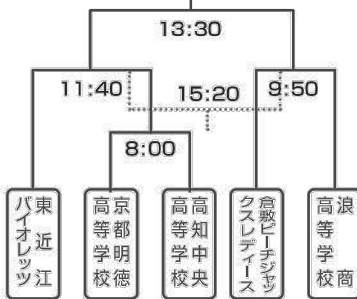 13:30
11:40
15:20
9:50
8:00
東近江
バイオレッツ
京都明徳
高等学校
高知中央
高等学校
倉敷ピーチジャッ
クスレディース
浪商
高等学校